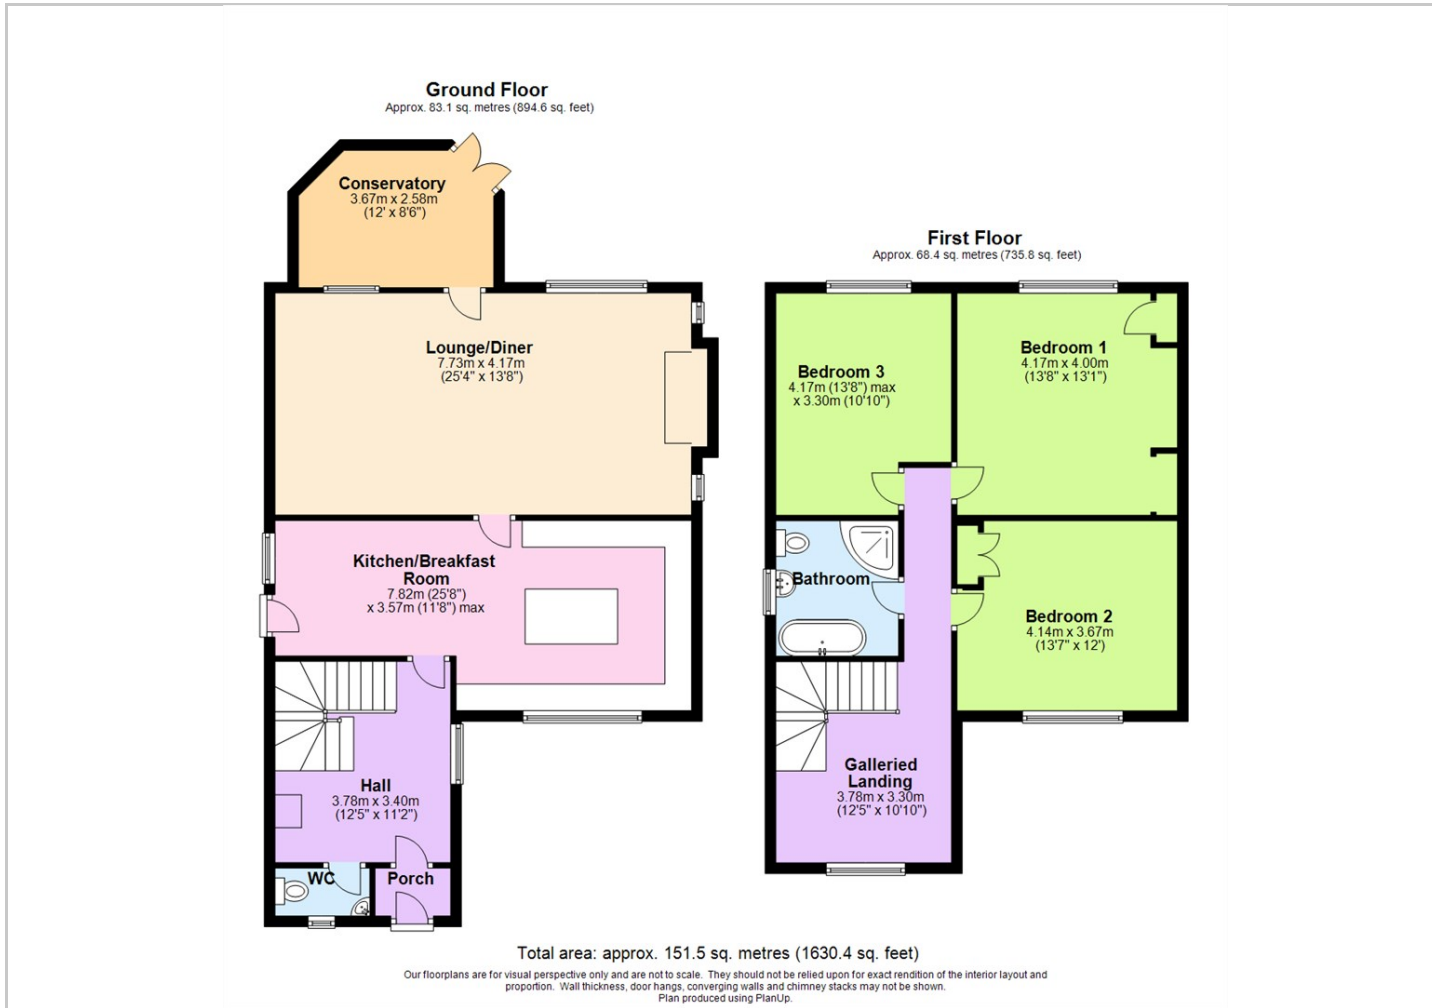 Ground Floor
Approx. 83.1 sq. metres (894.6 sq. feet)
Conservatory
3.67m x 2.58m
(12' x 8'6")
Lounge/Diner
7.73m x 4.17m
(25'4" x 13'8")
Kitchen/Breakfast
Room
7.82m (25'8")
x 3.57m (11'8") max
Hall
3.78m x 3.40m
(12'5" x 11'2")
WC
Porch
First Floor
Approx. 68.4 sq. metres (735.8 sq. feet)
Bedroom 3
4.17m (13'8") max
x 3.30m (10'10")
Bedroom 1
4.17m x 4.00m
(13'8" x 13'1")
Bathroom
Bedroom 2
4.14m x 3.67m
(13'7" x 12')
Galleried
Landing
3.78m x 3.30m
(12'5" x 10'10")
Total area: approx. 151.5 sq. metres (1630.4 sq. feet)
Our floorplans are for visual perspective only and are not to scale. They should not be relied upon for exact rendition of the interior layout and
proportion. Wall thickness, door hangs, converging walls and chimney stacks may not be shown.
Plan produced using PlanUp.